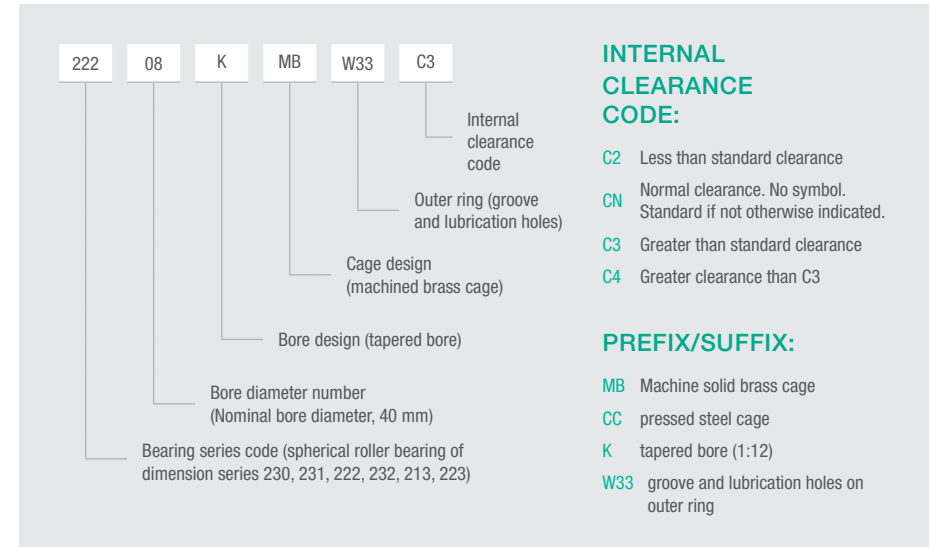 222 08 K MB W33 C3
Internal
clearance
code
Outer ring (groove
and lubrication holes)
Cage design
(machined brass cage)
Bore design (tapered bore)
Bore diameter number
(Nominal bore diameter, 40 mm)
Bearing series code (spherical roller bearing of
dimension series 230, 231, 222, 232, 213, 223)
INTERNAL
CLEARANCE
CODE:
C2 Less than standard clearance
CN Normal clearance. No symbol.
Standard if not otherwise indicated.
C3 Greater than standard clearance
C4 Greater clearance than C3
PREFIX/SUFFIX:
MB Machine solid brass cage
CC pressed steel cage
K tapered bore (1:12)
W33 groove and lubrication holes on
outer ring